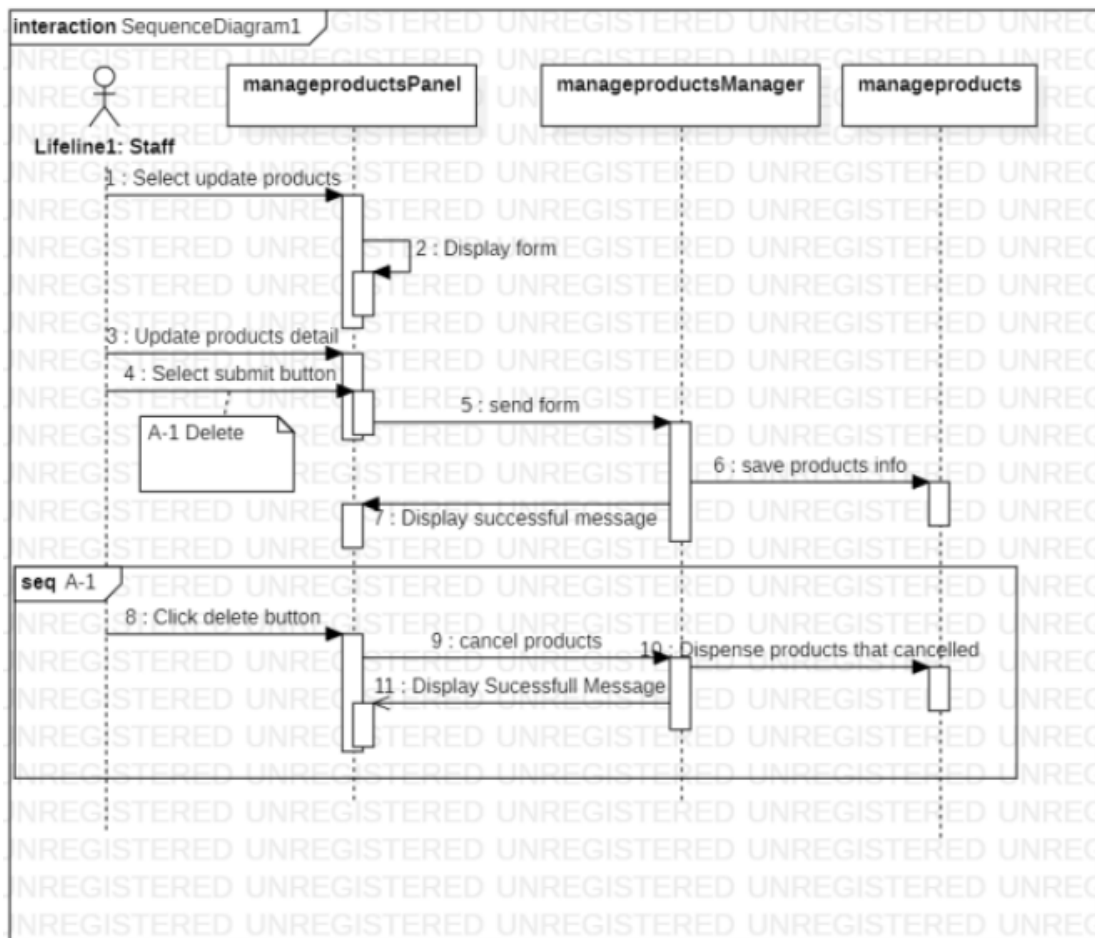 interaction SequenceDiagram1
manageproductsPanel
manageproductsManager
manageproducts
Lifeline1: Staff
1 : Select update products
2 : Display form
3 : Update products detail
4 : Select submit button
5 : send form
A-1 Delete
6 : save products info
7 : Display successful message
seq A-1
8 : Click delete button
9 : cancel products
10 : Dispense products that cancelled
11 : Display Sucessfull Message
UNREGISTERED